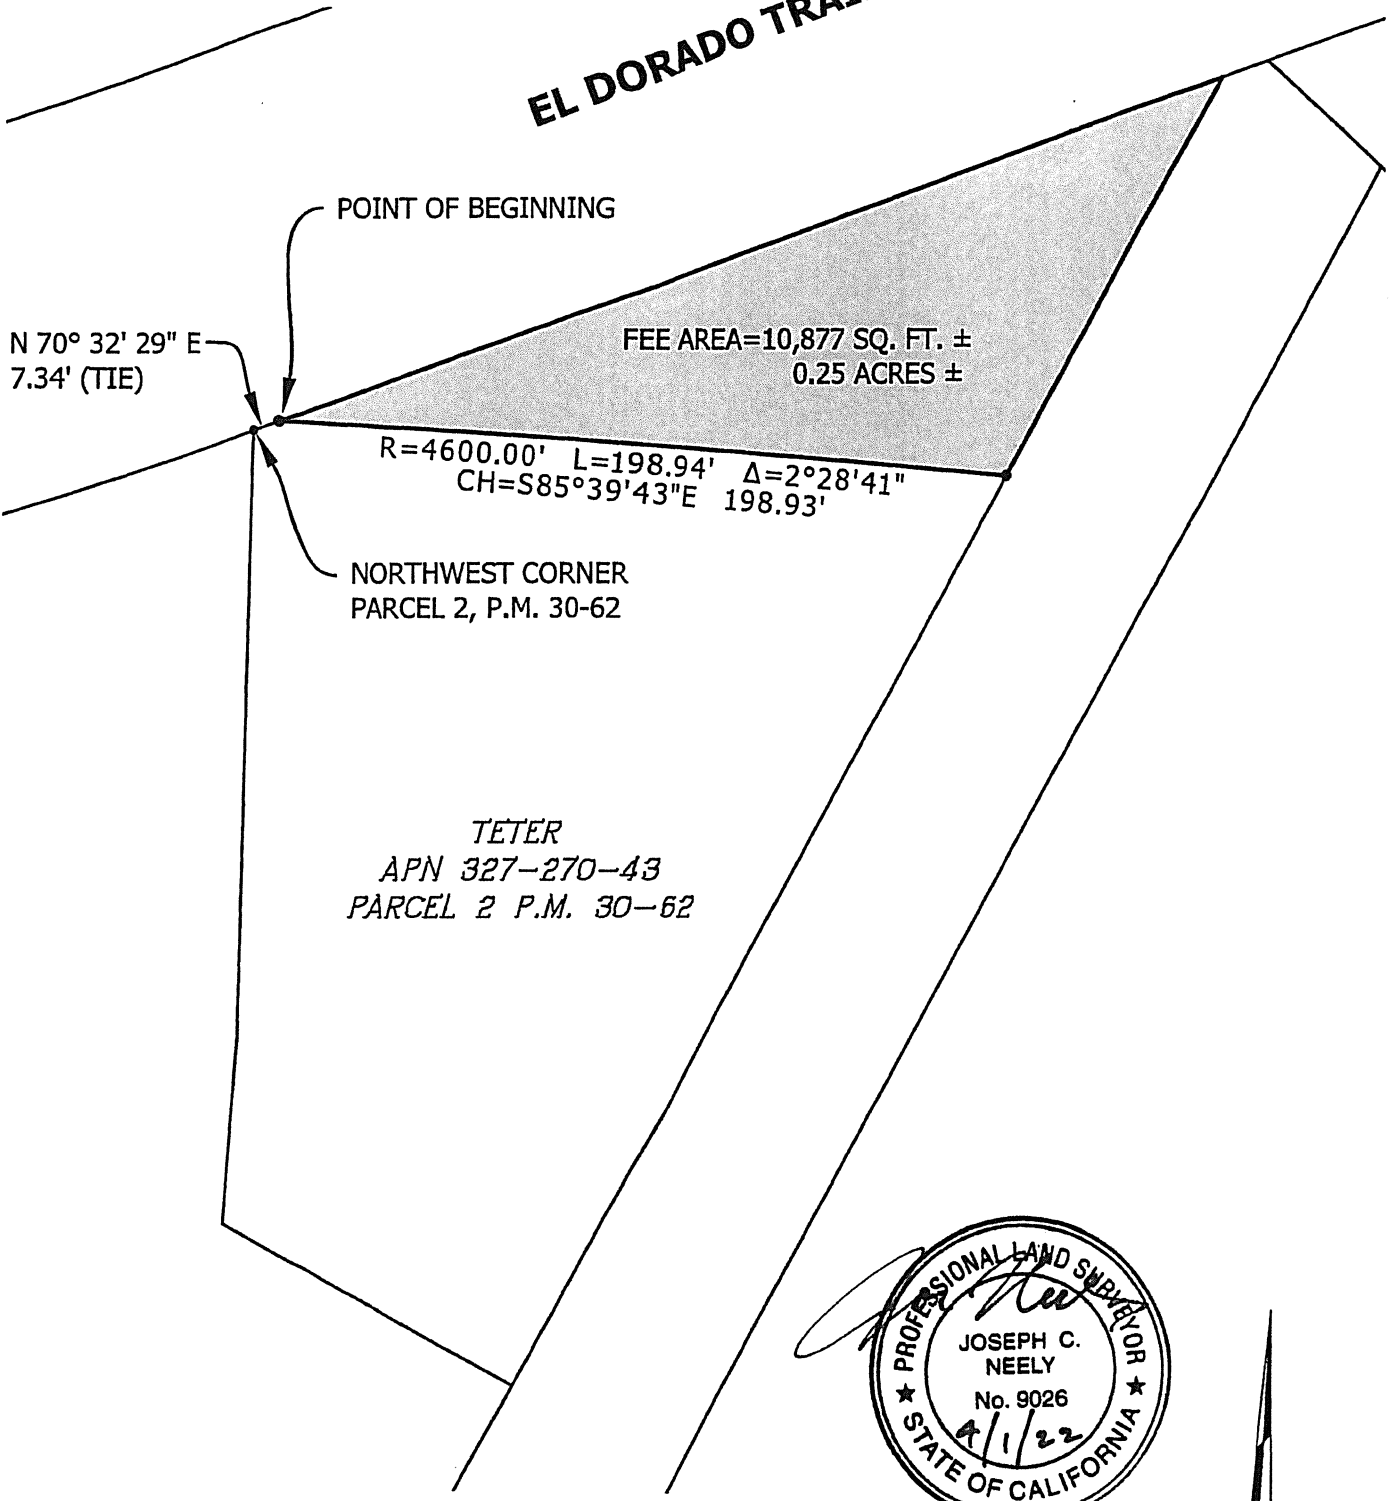 EL DORADO TRAI
POINT OF BEGINNING
N 70° 32' 29" E
7.34' (TIE)
FEE AREA=10,877 SQ. FT. ±
0.25 ACRES ±
R=4600.00' L=198.94' Δ=2°28'41"
CH=S85°39'43"E 198.93'
NORTHWEST CORNER
PARCEL 2, P.M. 30-62
TETER
APN 327-270-43
PARCEL 2 P.M. 30-62
PROFESSIONAL LAND SURVEYOR
JOSEPH C.
NEELY
No. 9026
4/1/22
STATE OF CALIFORNIA